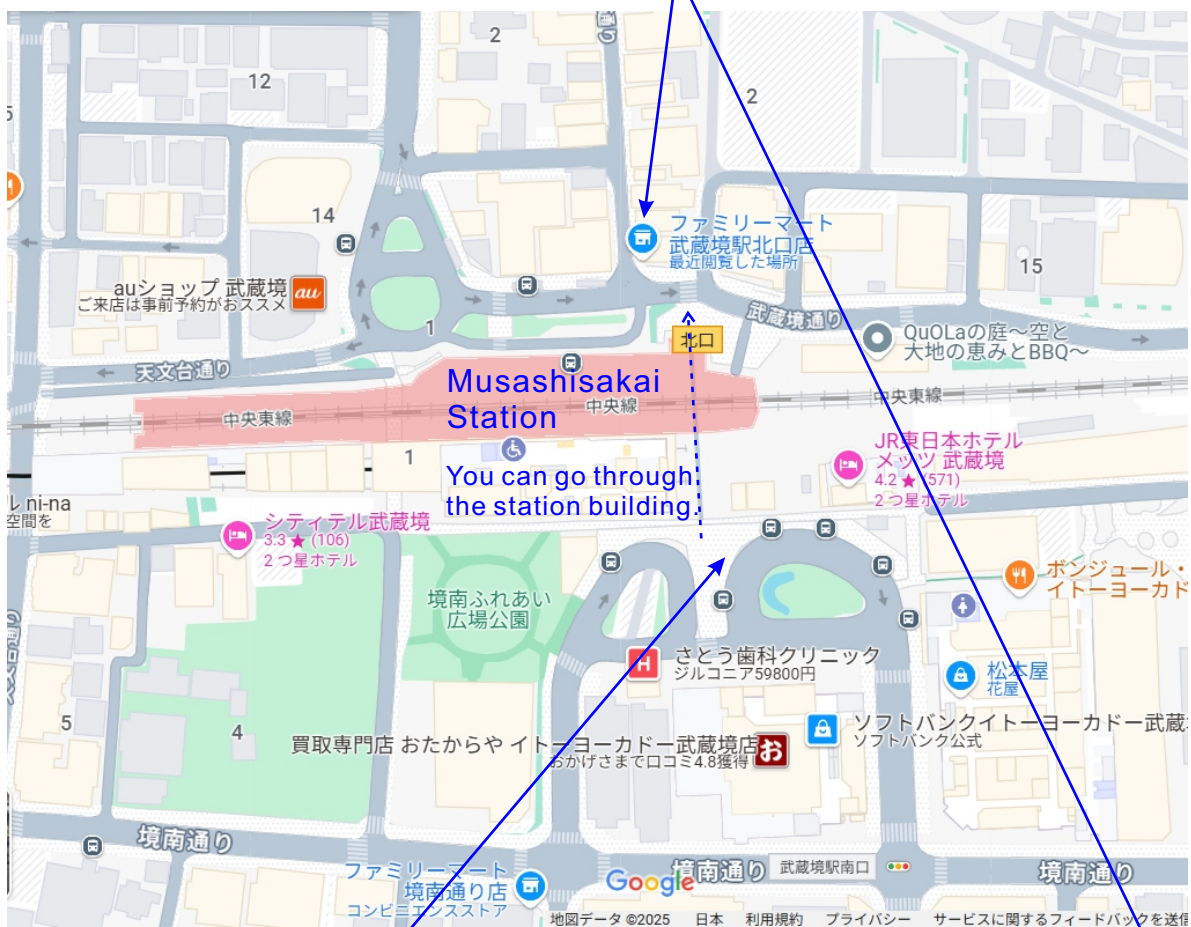 2
12
2
14
15
ファミリーマート
武蔵境駅北口店
最近閲覧した場所
auショップ 武蔵境
ご来店は事前予約がおススメ
au
1
武蔵境通り
QuOLaの庭～空と
大地の恵みとBBQ～
北口
天文台通り
Musashisakai
Station
中央東線
中央線
中央東線
1
You can go through
the station building.
JR東日本ホテル
メッツ 武蔵境
4.2 ★ (571)
2 つ星ホテル
ル ni-na
空間を
シティテル武蔵境
3.3 ★ (106)
2 つ星ホテル
境南ふれあい
広場公園
ボンジュール・
イトーヨーカド
H
さとう歯科クリニック
ジルコニア59800円
松本屋
花屋
5
4
ソフトバンクイトーヨーカドー武蔵
ソフトバンク公式
買取専門店 おたからや イトーヨーカドー武蔵境店
おかげさまで口コミ4.8獲得
お
境南通り
ファミリーマート
境南通り店
コンビニエンスストア
Google
境南通り
武蔵境駅南口
境南通り
地図データ ©2025 日本 利用規約 プライバシー サービスに関するフィードバックを送信